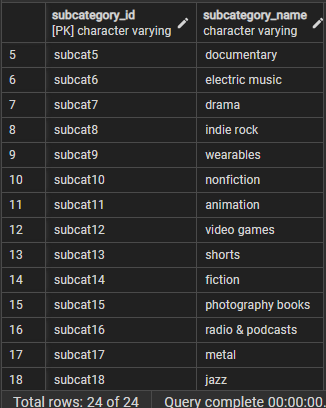 subcategory_id subcategory_name
[PK] character varying character varying
5 subcat5 documentary
6 subcat6 electric music
7 subcat7 drama
8 subcat8 indie rock
9 subcat9 wearables
10 subcat10 nonfiction
11 subcat11 animation
12 subcat12 video games
13 subcat13 shorts
14 subcat14 fiction
15 subcat15 photography books
16 subcat16 radio & podcasts
17 subcat17 metal
18 subcat18 jazz
Total rows: 24 of 24 Query complete 00:00:00.